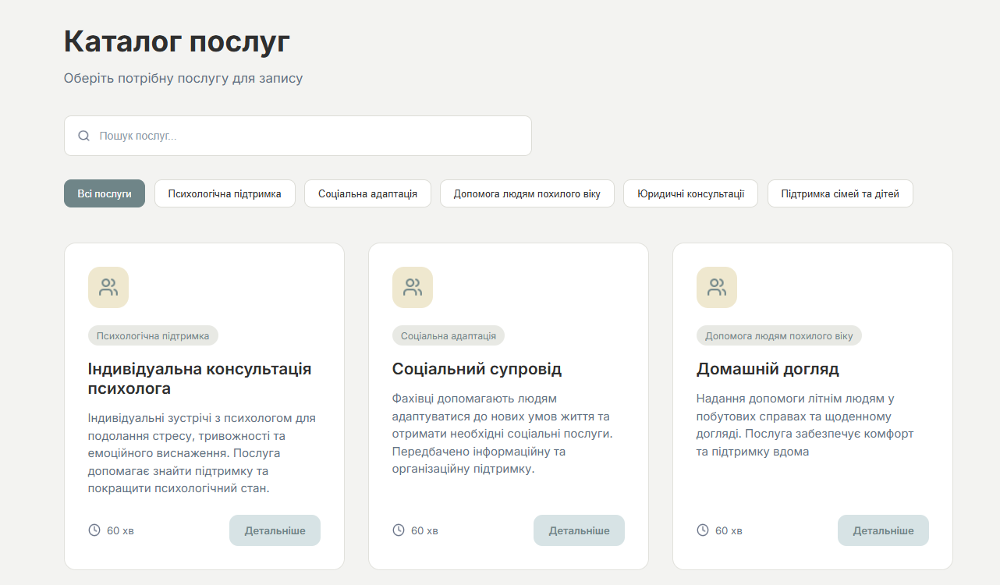 Каталог послуг
Оберіть потрібну послугу для запису
Пошук послуг...
Всі послуги
Психологічна підтримка
Соціальна адаптація
Допомога людям похилого віку
Юридичні консультації
Підтримка сімей та дітей
Психологічна підтримка
Індивідуальна консультація
психолога
Індивідуальні зустрічі з психологом для
подолання стресу, тривожності та
емоційного виснаження. Послуга
допомагає знайти підтримку та
покращити психологічний стан.
60 хв
Детальніше
Соціальна адаптація
Соціальний супровід
Фахівці допомагають людям
адаптуватися до нових умов життя та
отримати необхідні соціальні послуги.
Передбачено інформаційну та
організаційну підтримку.
60 хв
Детальніше
Допомога людям похилого віку
Домашній догляд
Надання допомоги літнім людям у
побутових справах та щоденному
догляді. Послуга забезпечує комфорт
та підтримку вдома
60 хв
Детальніше